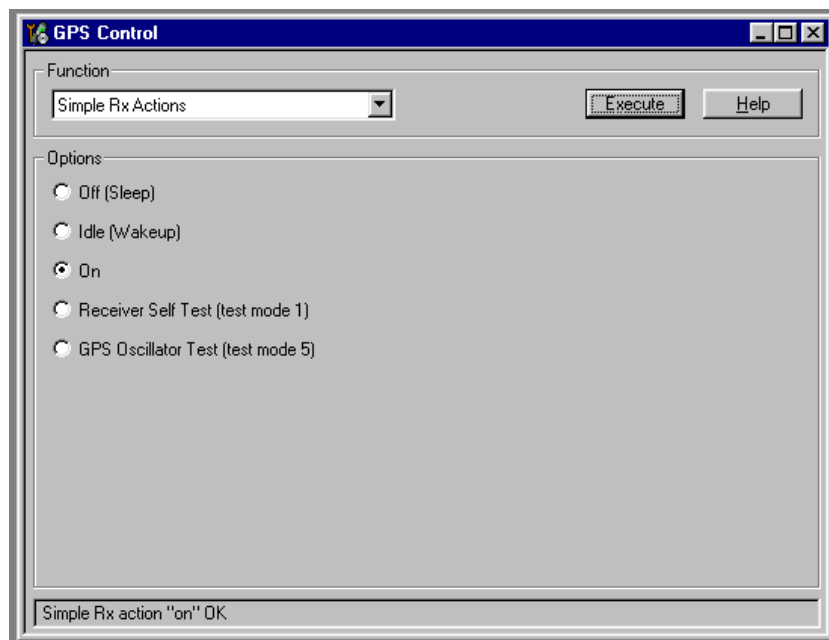 GPS Control
Function
Simple Rx Actions
Execute
Help
Options
Off (Sleep)
Idle (Wakeup)
On
Receiver Self Test (test mode 1)
GPS Oscillator Test (test mode 5)
Simple Rx action "on" OK